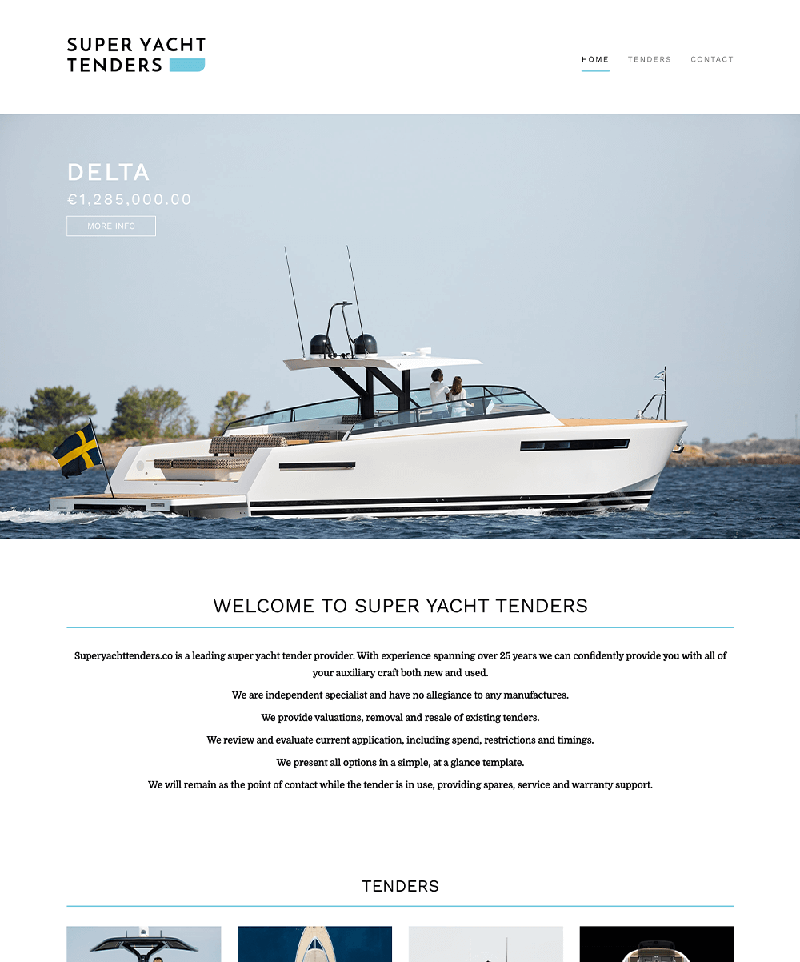 SUPER YACHT
TENDERS
HOME TENDERS CONTACT
DELTA
€1,285,000.00
MORE INFO
WELCOME TO SUPER YACHT TENDERS
Superyachttenders.co is a leading super yacht tender provider. With experience spanning over 25 years we can confidently provide you with all of
your auxiliary craft both new and used.
We are independent specialist and have no allegiance to any manufactures.
We provide valuations, removal and resale of existing tenders.
We review and evaluate current application, including spend, restrictions and timings.
We present all options in a simple, at a glance template.
We will remain as the point of contact while the tender is in use, providing spares, service and warranty support.
TENDERS